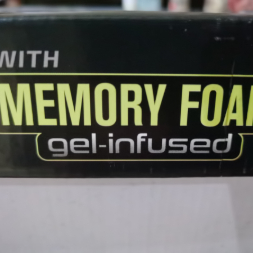 WITH
MEMORY FOA
gel-infused